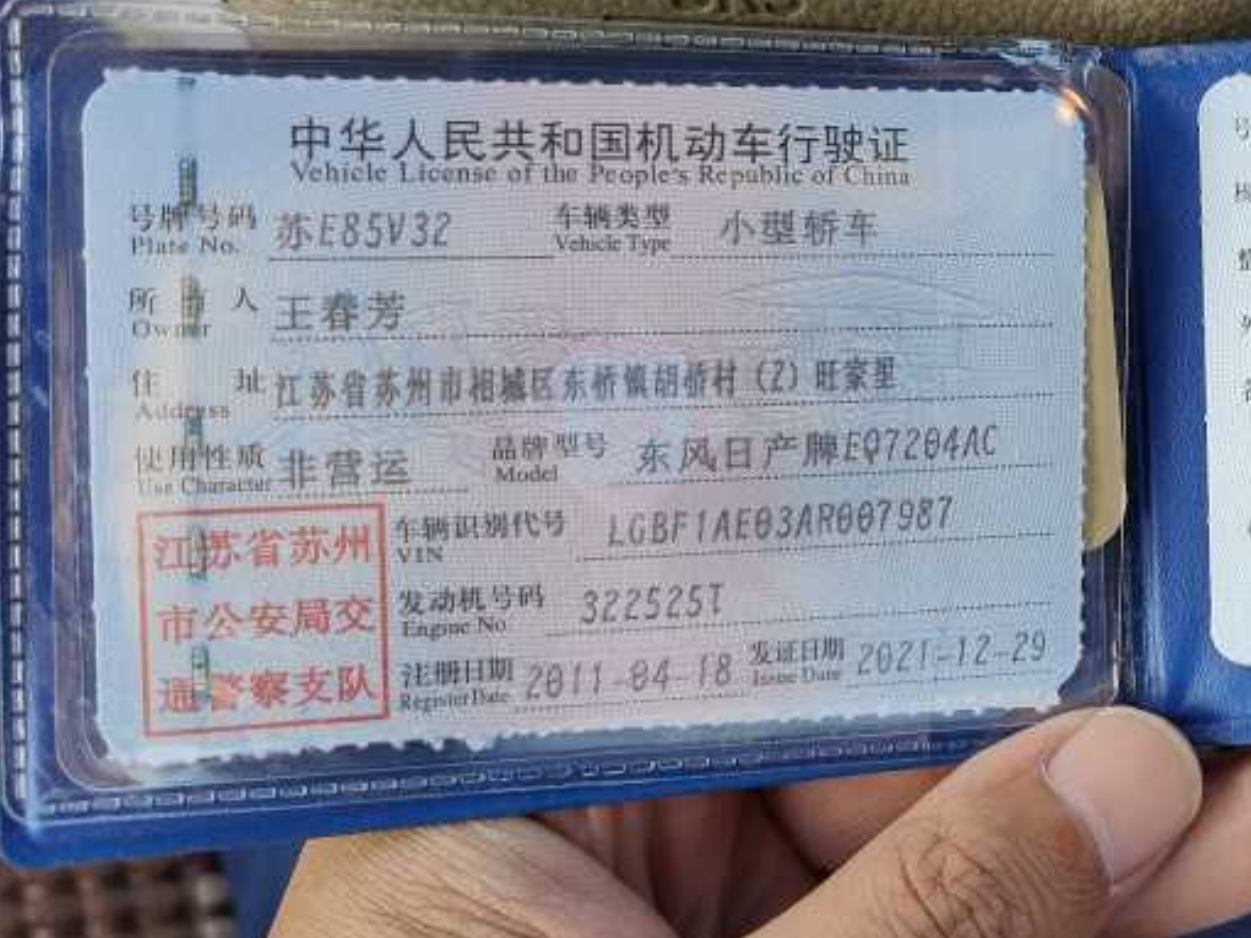 中华人民共和国机动车行驶证
Vehicle License of the People's Republic of China
号牌号码 苏E85V32 车辆类型 小型轿车
Plate No. Vehicle Type
所有人 王春芳
Owner
住址 江苏省苏州市相城区东桥镇胡桥村(2)旺家里
Address
使用性质 非营运 品牌型号 东风日产牌EQ7204AC
Use Character Model
江苏省苏州 车辆识别代号 LGBF1AE03AR007987
VIN
市公安局交 发动机号码 322525T
Engine No
通警察支队 注册日期 2011-04-18 发证日期 2021-12-29
Register Date Issue Date
号